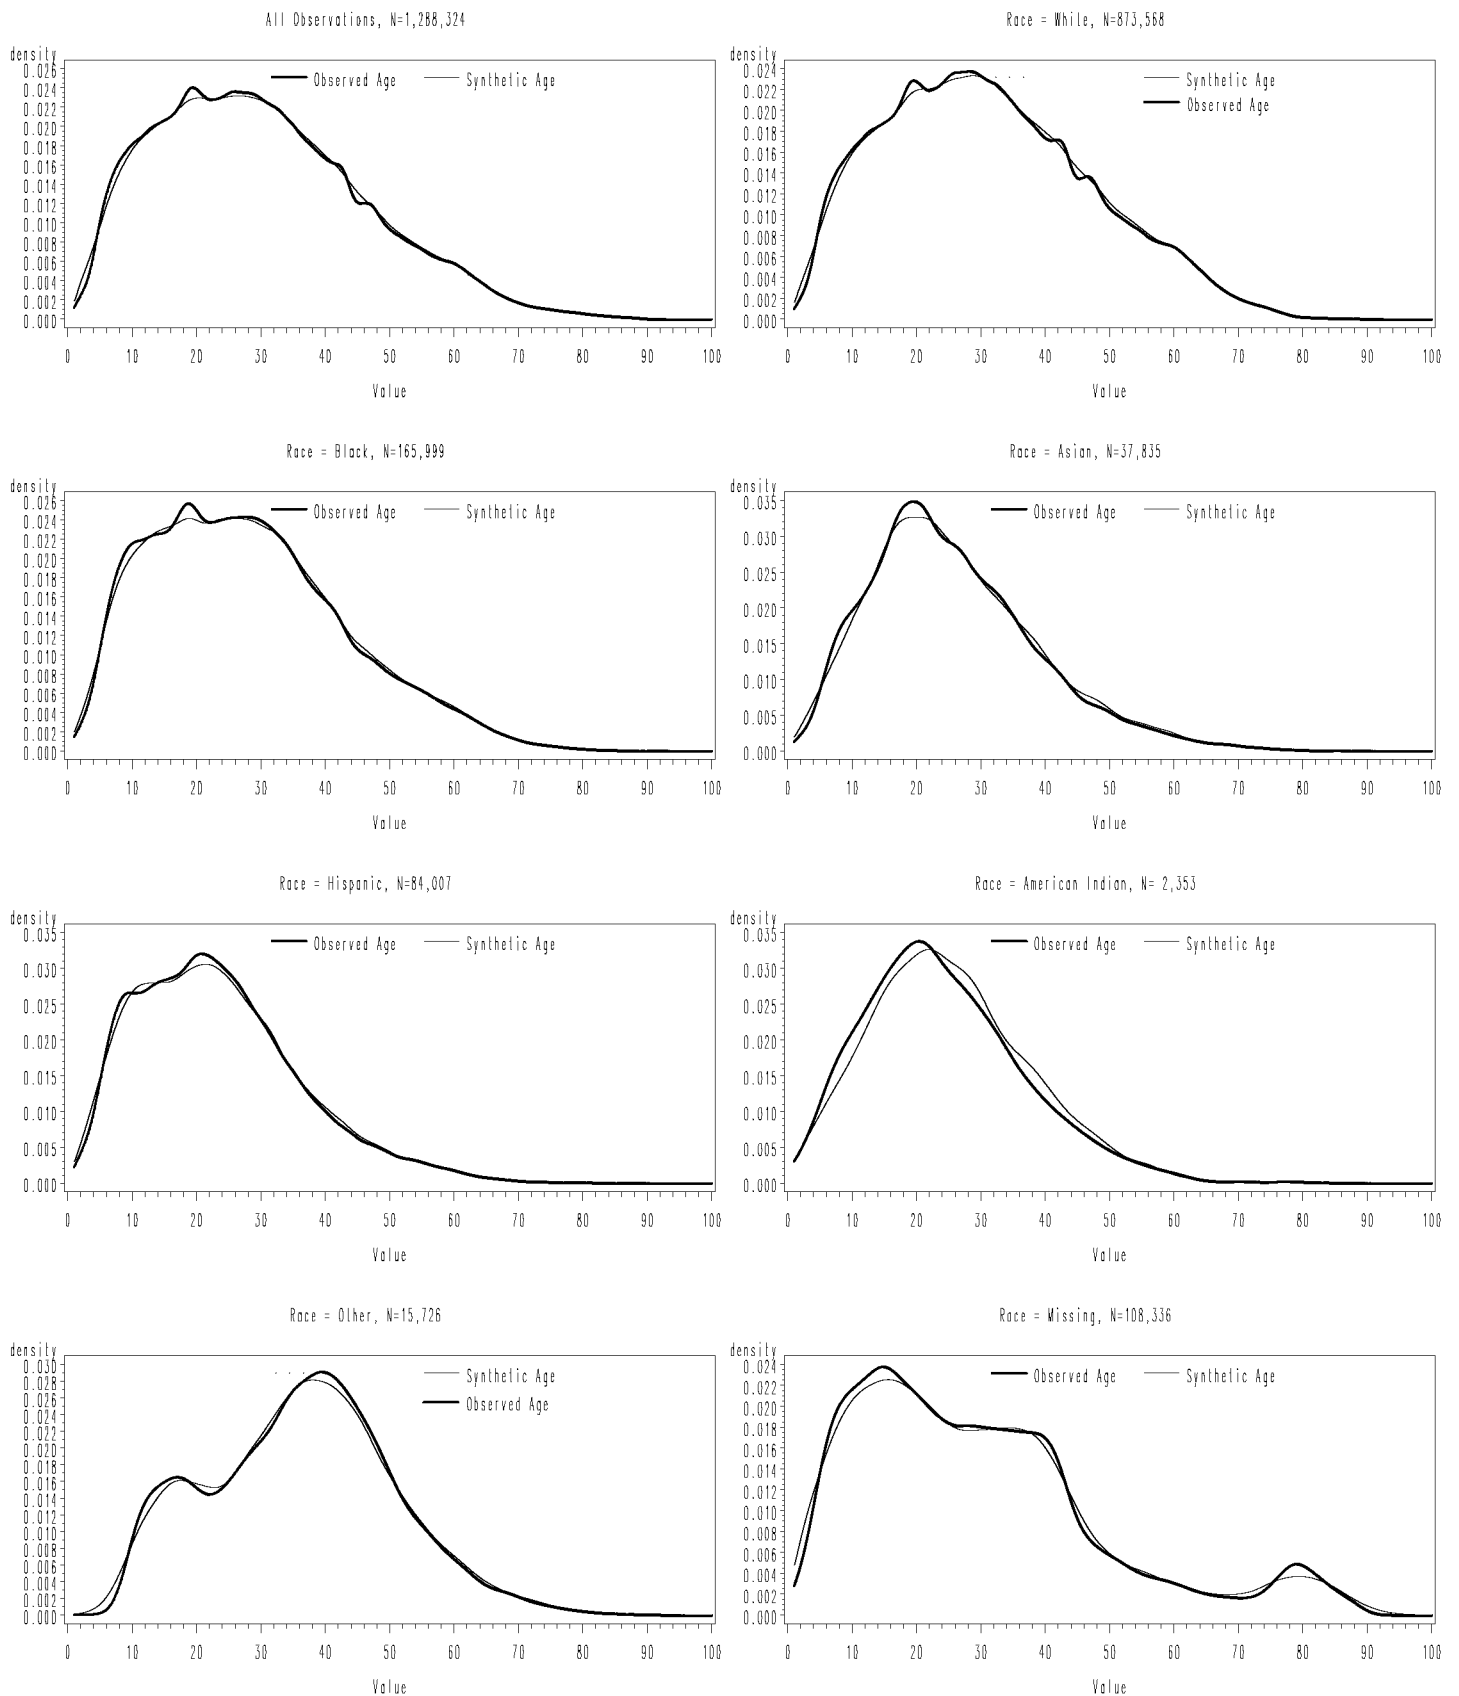 All Observations, N=1,288,324
density
0.026
0.024
0.022
0.020
0.018
0.016
0.014
0.012
0.010
0.008
0.006
0.004
0.002
0.000
Observed Age Synthetic Age
0 10 20 30 40 50 60 70 80 90 100
Value
Race = White, N=873,568
density
0.024
0.022
0.020
0.018
0.016
0.014
0.012
0.010
0.008
0.006
0.004
0.002
0.000
Synthetic Age
Observed Age
0 10 20 30 40 50 60 70 80 90 100
Value
Race = Black, N=165,999
density
0.026
0.024
0.022
0.020
0.018
0.016
0.014
0.012
0.010
0.008
0.006
0.004
0.002
0.000
Observed Age Synthetic Age
0 10 20 30 40 50 60 70 80 90 100
Value
Race = Asian, N=37,835
density
0.035
0.030
0.025
0.020
0.015
0.010
0.005
0.000
Observed Age Synthetic Age
0 10 20 30 40 50 60 70 80 90 100
Value
Race = Hispanic, N=84,007
density
0.035
0.030
0.025
0.020
0.015
0.010
0.005
0.000
Observed Age Synthetic Age
0 10 20 30 40 50 60 70 80 90 100
Value
Race = American Indian, N= 2,353
density
0.035
0.030
0.025
0.020
0.015
0.010
0.005
0.000
Observed Age Synthetic Age
0 10 20 30 40 50 60 70 80 90 100
Value
Race = Other, N=15,726
density
0.030
0.028
0.026
0.024
0.022
0.020
0.018
0.016
0.014
0.012
0.010
0.008
0.006
0.004
0.002
0.000
Synthetic Age
Observed Age
0 10 20 30 40 50 60 70 80 90 100
Value
Race = Missing, N=108,336
density
0.024
0.022
0.020
0.018
0.016
0.014
0.012
0.010
0.008
0.006
0.004
0.002
0.000
Observed Age Synthetic Age
0 10 20 30 40 50 60 70 80 90 100
Value